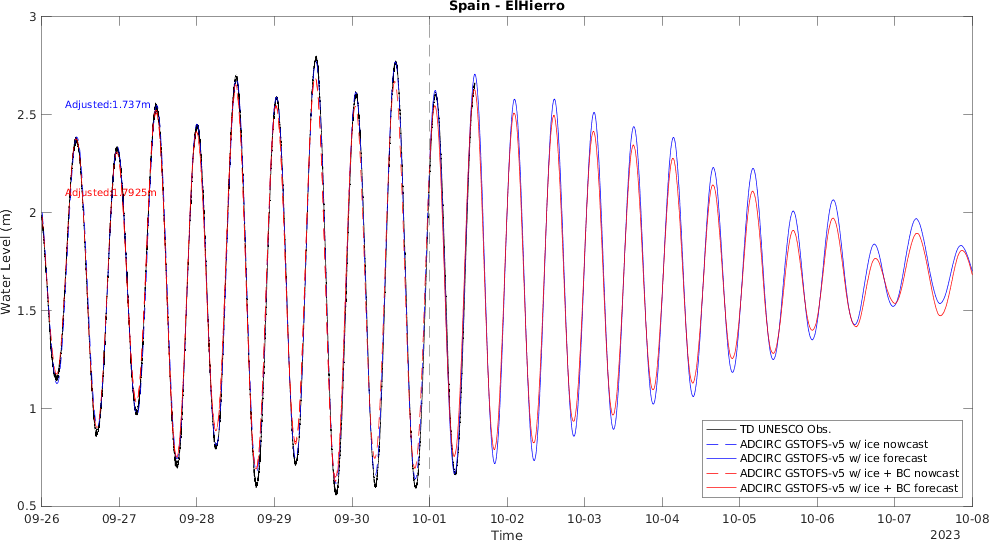 Spain - ElHierro
3
2.5
2
1.5
1
0.5
Water Level (m)
Adjusted:1.737m
Adjusted:1.7925m
TD UNESCO Obs.
ADCIRC GSTOFS-v5 w/ ice nowcast
ADCIRC GSTOFS-v5 w/ ice forecast
ADCIRC GSTOFS-v5 w/ ice + BC nowcast
ADCIRC GSTOFS-v5 w/ ice + BC forecast
09-26 09-27 09-28 09-29 09-30 10-01 10-02 10-03 10-04 10-05 10-06 10-07 10-08
Time
2023